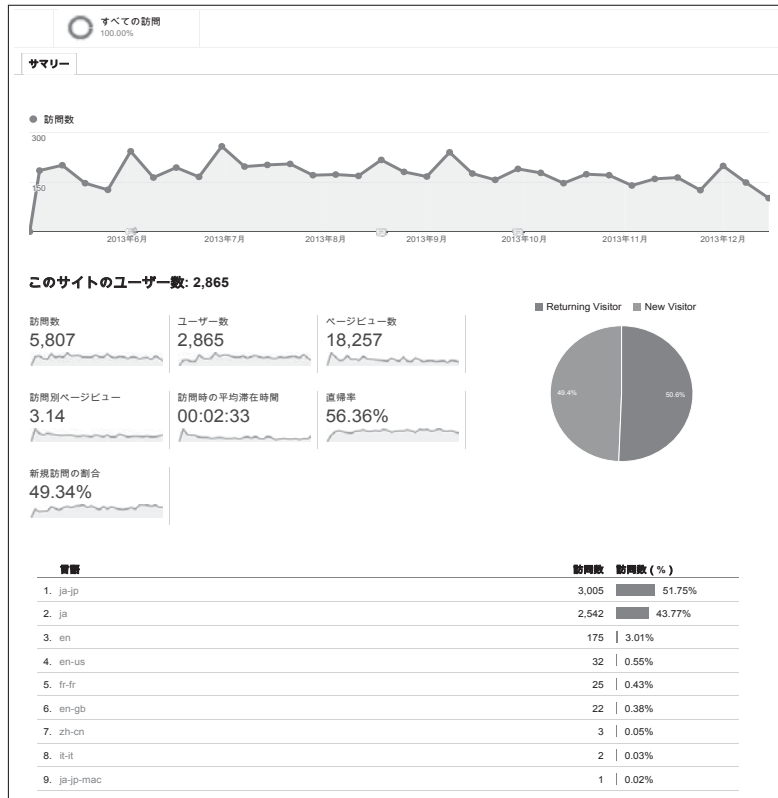 すべての訪問
100.00%
サマリー
訪問数
300
150
2013年6月 2013年7月 2013年8月 2013年9月 2013年10月 2013年11月 2013年12月
このサイトのユーザー数: 2,865
Returning Visitor New Visitor
訪問数 ユーザー数 ページビュー数
5,807 2,865 18,257
訪問別ページビュー 訪問時の平均滞在時間 直帰率
3.14 00:02:33 56.36%
49.4% 50.6%
新規訪問の割合
49.34%
言語 訪問数 訪問数 ( % )
1. ja-jp 3,005 51.75%
2. ja 2,542 43.77%
3. en 175 3.01%
4. en-us 32 0.55%
5. fr-fr 25 0.43%
6. en-gb 22 0.38%
7. zh-cn 3 0.05%
8. it-it 2 0.03%
9. ja-jp-mac 1 0.02%